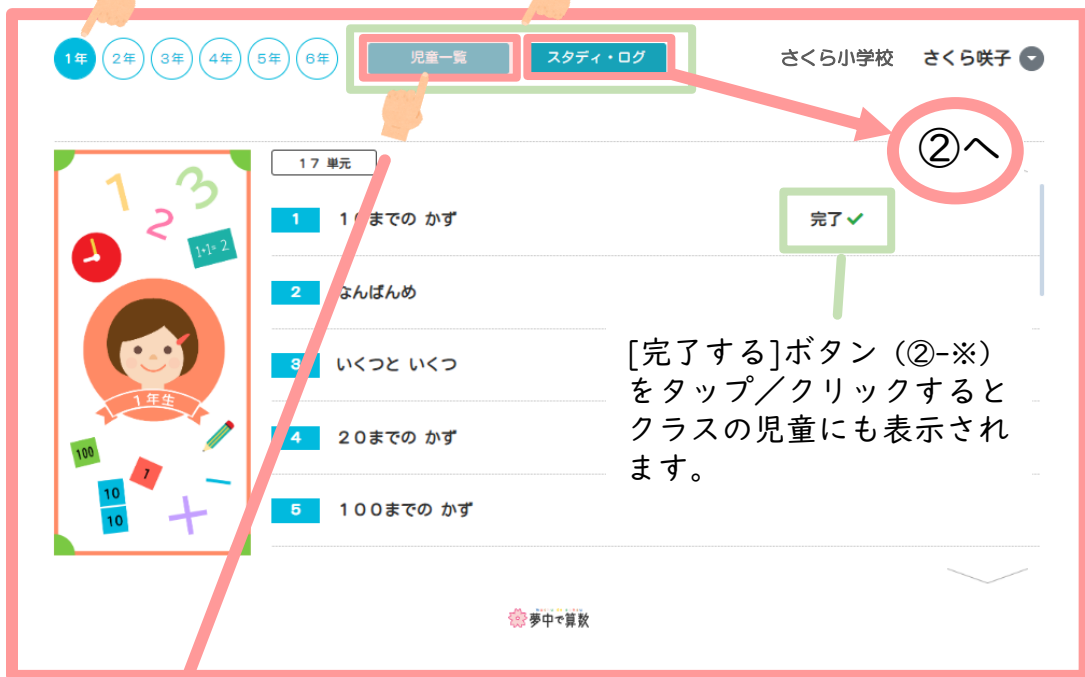 1年 2年 3年 4年 5年 6年 児童一覧 スタディ・ログ さくら小学校 さくら咲子
②へ
17 単元
1 10までの かず 完了
2 なんばんめ
3 いくつと いくつ
4 20までの かず
5 100までの かず
[完了する]ボタン(②-※)
をタップ/クリックすると
クラスの児童にも表示され
ます。
1 2 3
1+1=2
1年生
100
1
10
10
夢中で算数